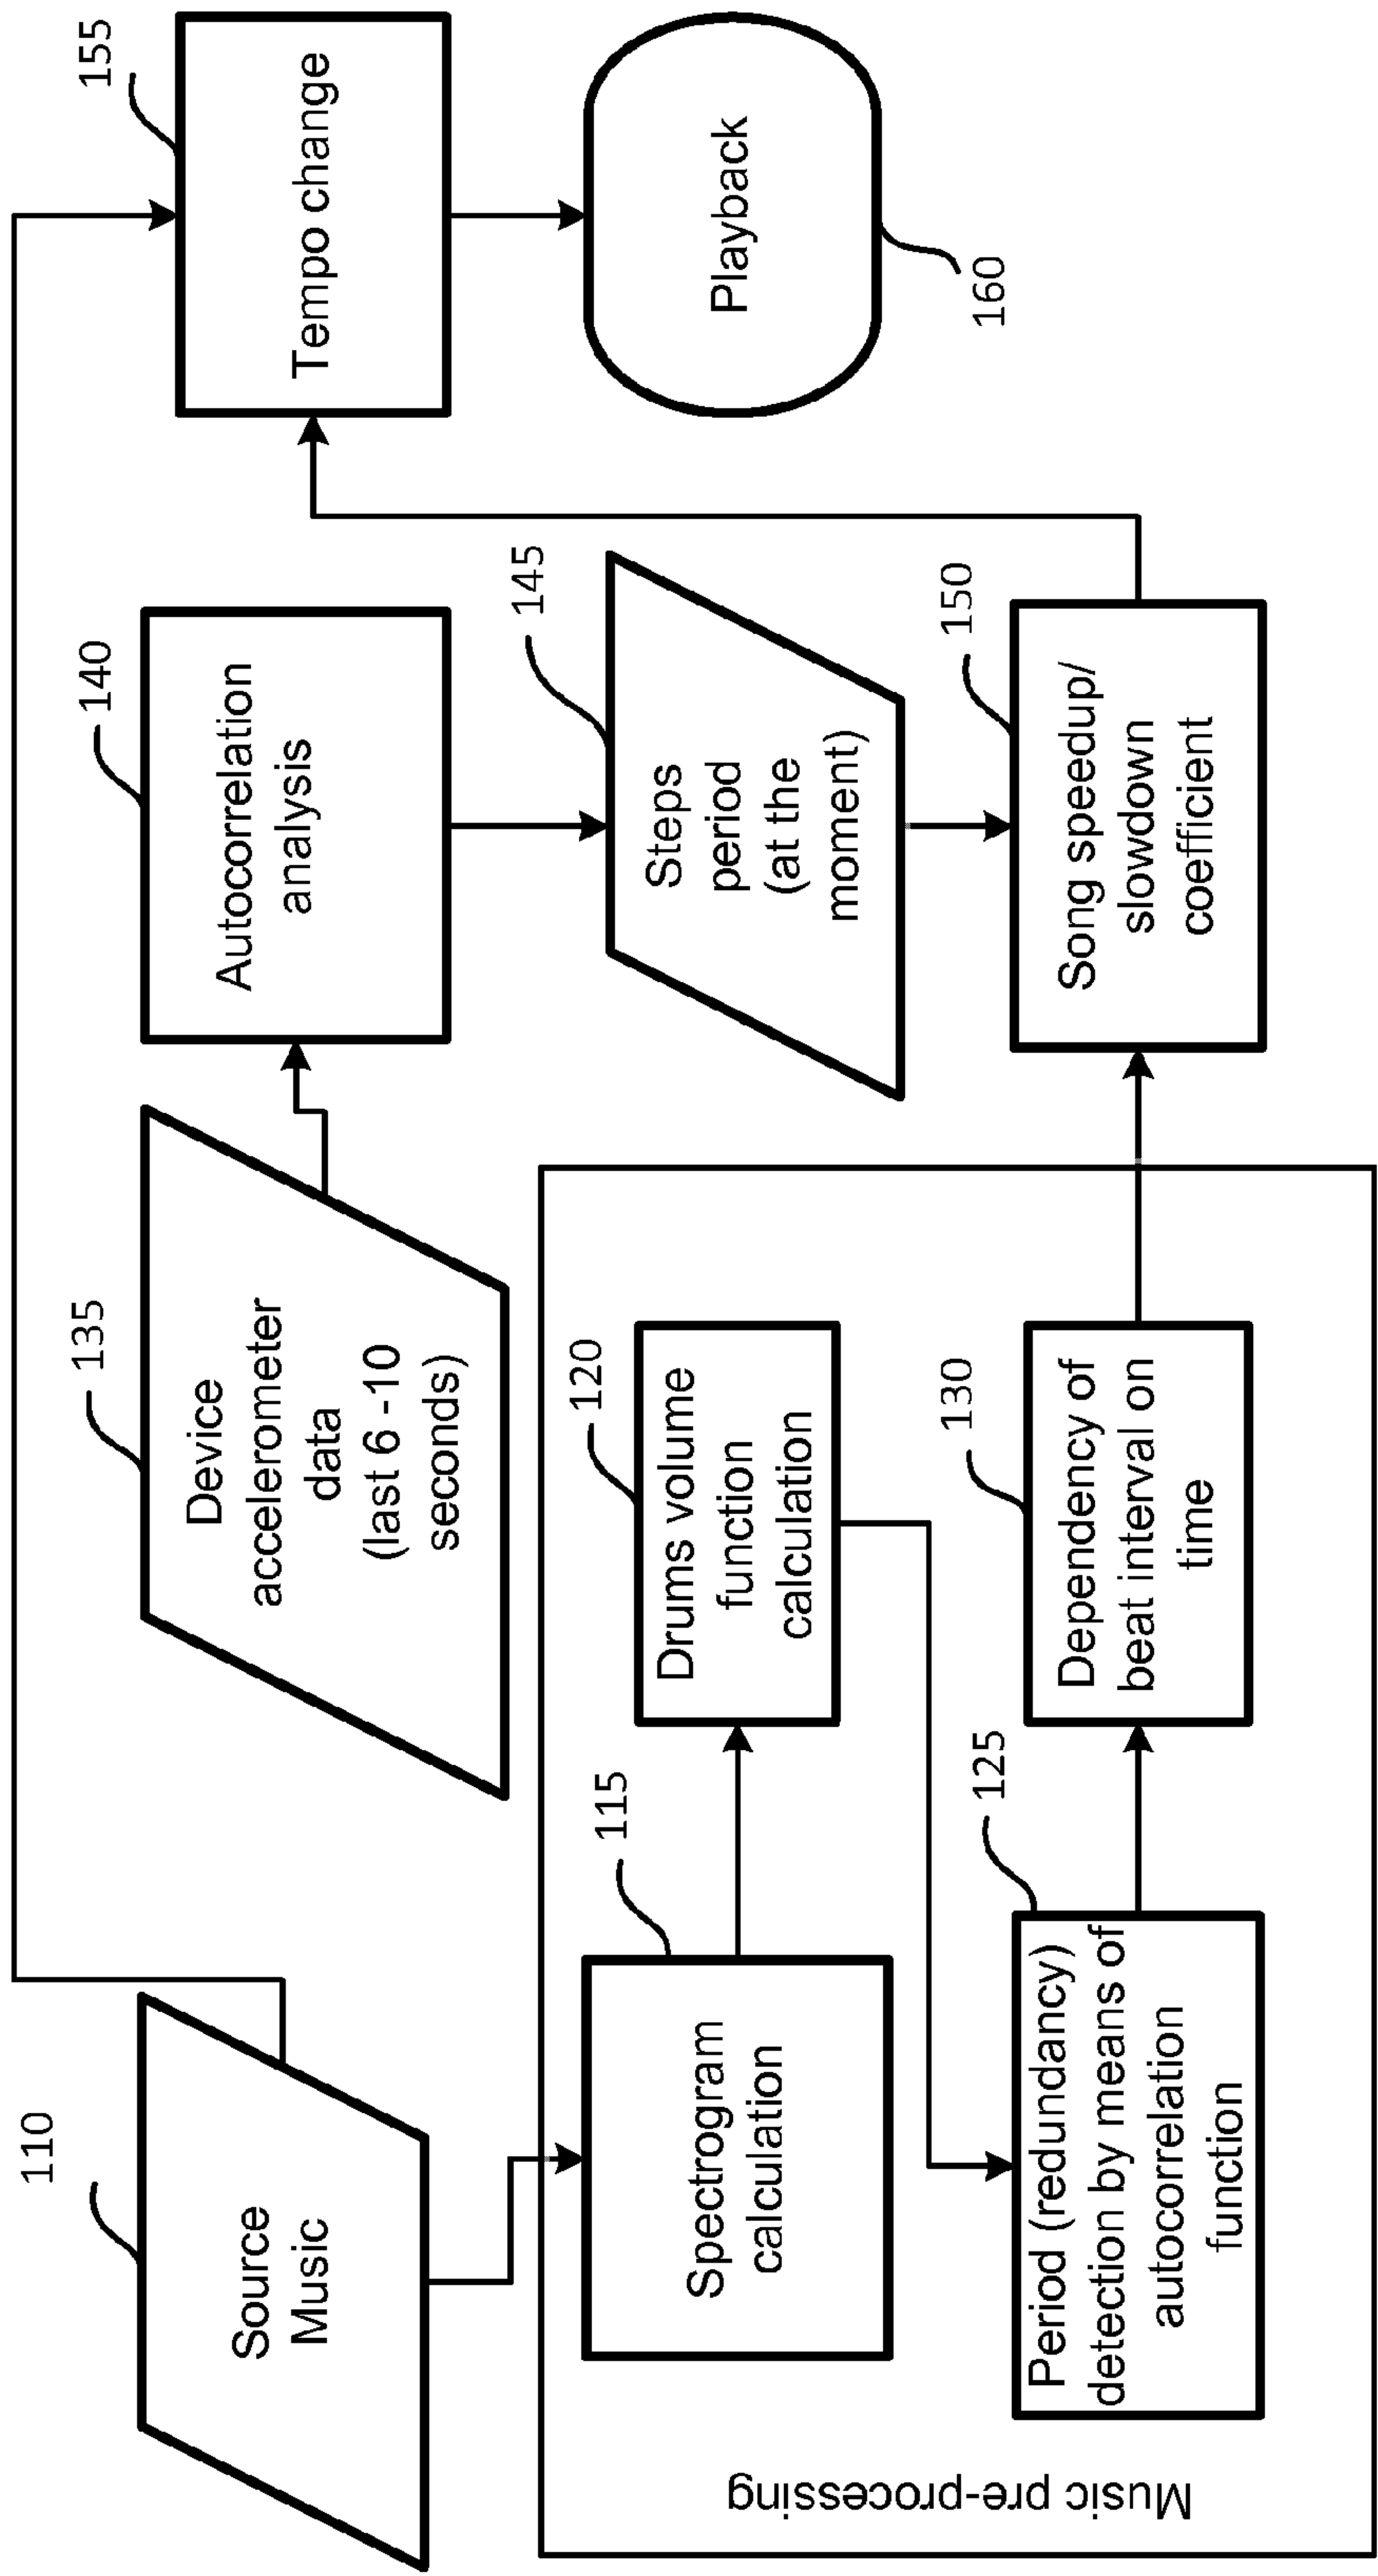 110
Source
Music
135
Device
accelerometer
data
(last 6 -10
seconds)
140
Autocorrelation
analysis
155
Tempo change
Music pre-processing
115
Spectrogram
calculation
120
Drums volume
function
calculation
145
Steps
period
(at the
moment)
Playback
160
125
Period (redundancy)
detection by means of
autocorrelation
function
130
Dependency of
beat interval on
time
150
Song speedup/
slowdown
coefficient